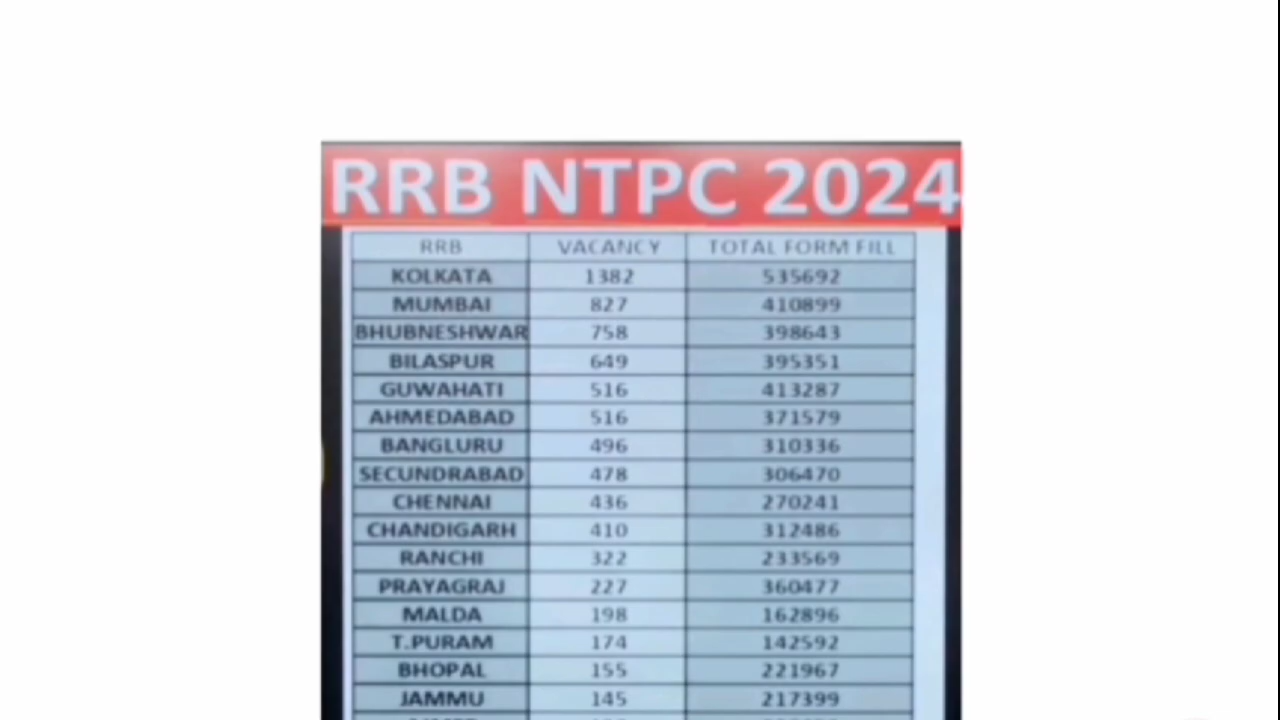 RRB NTPC 2024
RRB VACANCY TOTAL FORM FILL
KOLKATA 1382 535692
MUMBAI 827 410899
BHUBNESHWAR 758 398643
BILASPUR 649 395351
GUWAHATI 516 413287
AHMEDABAD 516 371579
BANGLURU 496 310336
SECUNDRABAD 478 306470
CHENNAI 436 270241
CHANDIGARH 410 312486
RANCHI 322 233569
PRAYAGRAJ 227 360477
MALDA 198 162896
T.PURAM 174 142592
BHOPAL 155 221967
JAMMU 145 217399